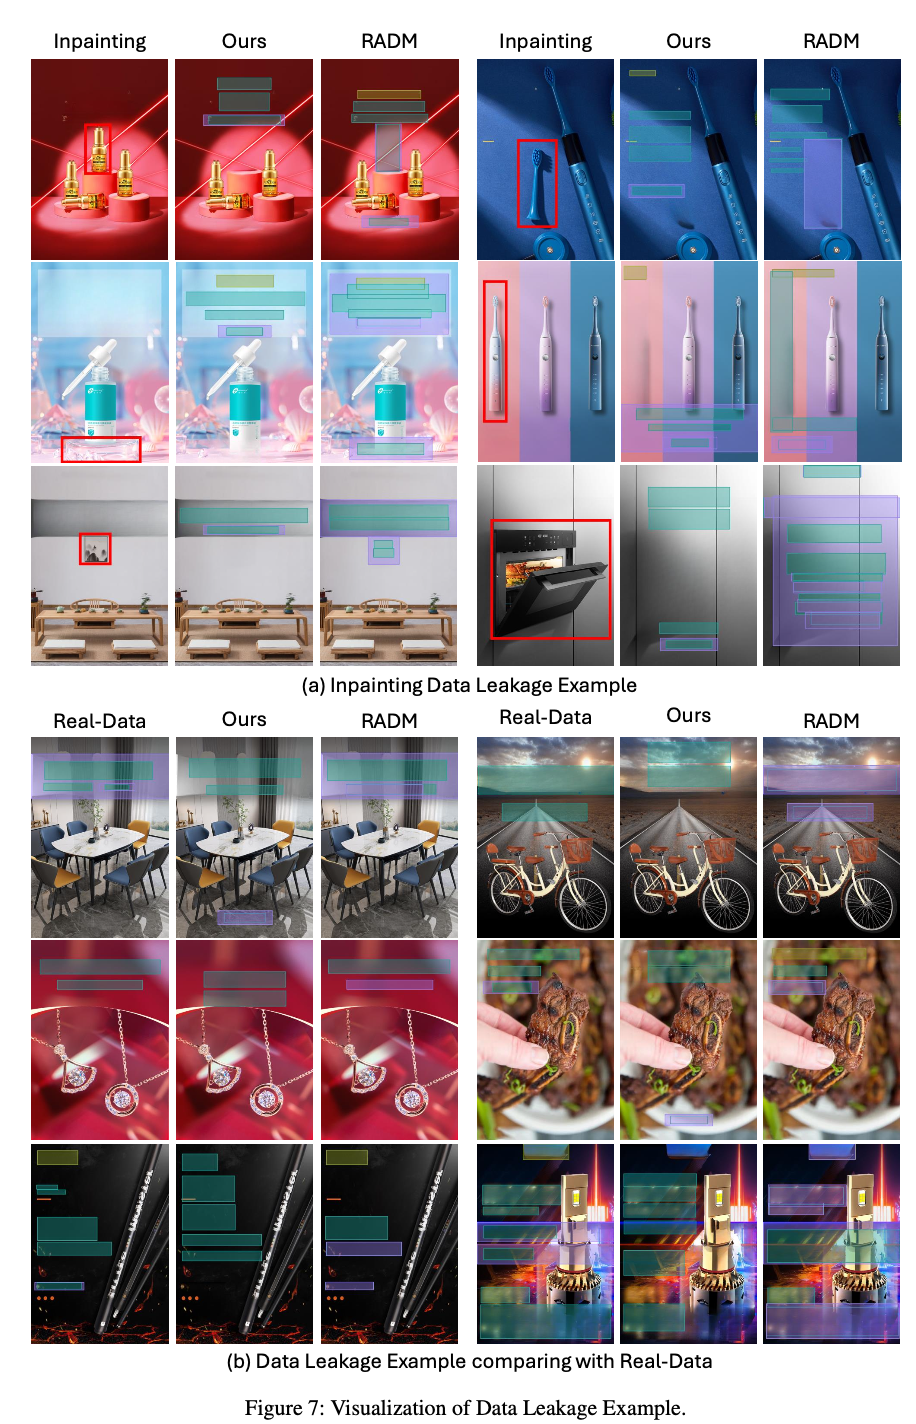 Inpainting Ours RADM Inpainting Ours RADM
(a) Inpainting Data Leakage Example
Real-Data Ours RADM Real-Data Ours RADM
(b) Data Leakage Example comparing with Real-Data
Figure 7: Visualization of Data Leakage Example.